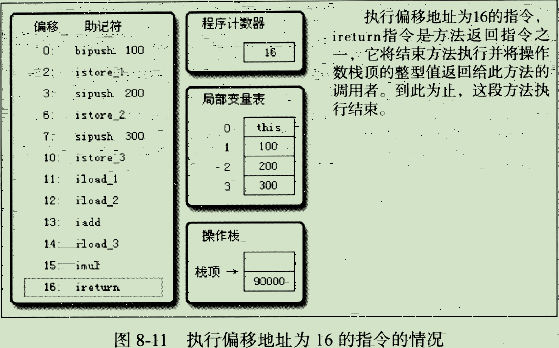 偏移 助记符
0: bipush 100
2: istore_1
3: sipush 200
6: istore_2
7: sipush 300
10: istore_3
11: iload_1
12: iload_2
13: iadd
14: iload_3
15: imul
16: ireturn
程序计数器
16
局部变量表
0 this
1 100
2 200
3 300
操作栈
栈顶 →
90000
执行偏移地址为16的指令,
ireturn指令是方法返回指令之
一,它将结束方法执行并将操作
数栈顶的整型值返回给此方法的
调用者。到此为止,这段方法执
行结束。
图 8-11 执行偏移地址为 16 的指令的情况